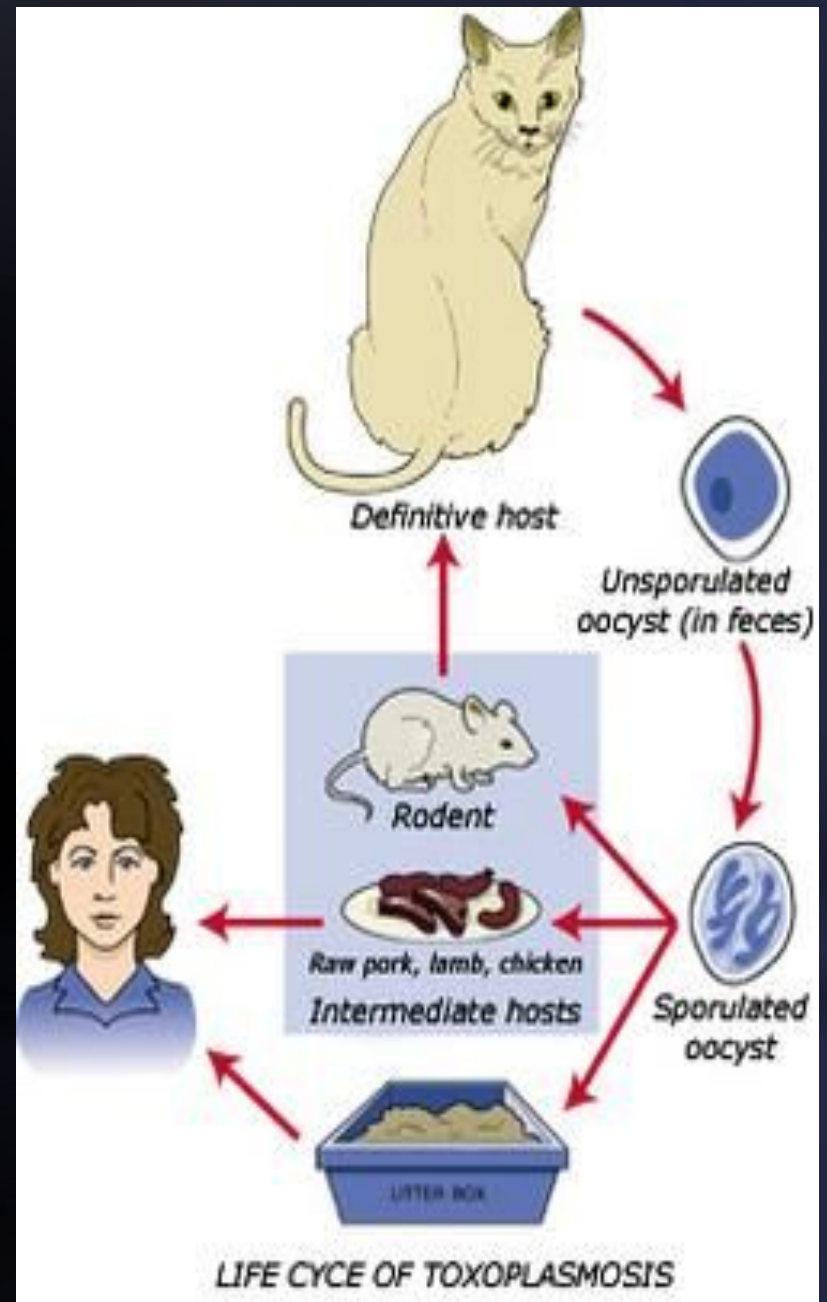 Definitive host
Unsporulated
oocyst (in feces)
Rodent
Raw pork, lamb, chicken
Intermediate hosts
Sporulated
oocyst
LITTER BOX
LIFE CYCE OF TOXOPLASMOSIS